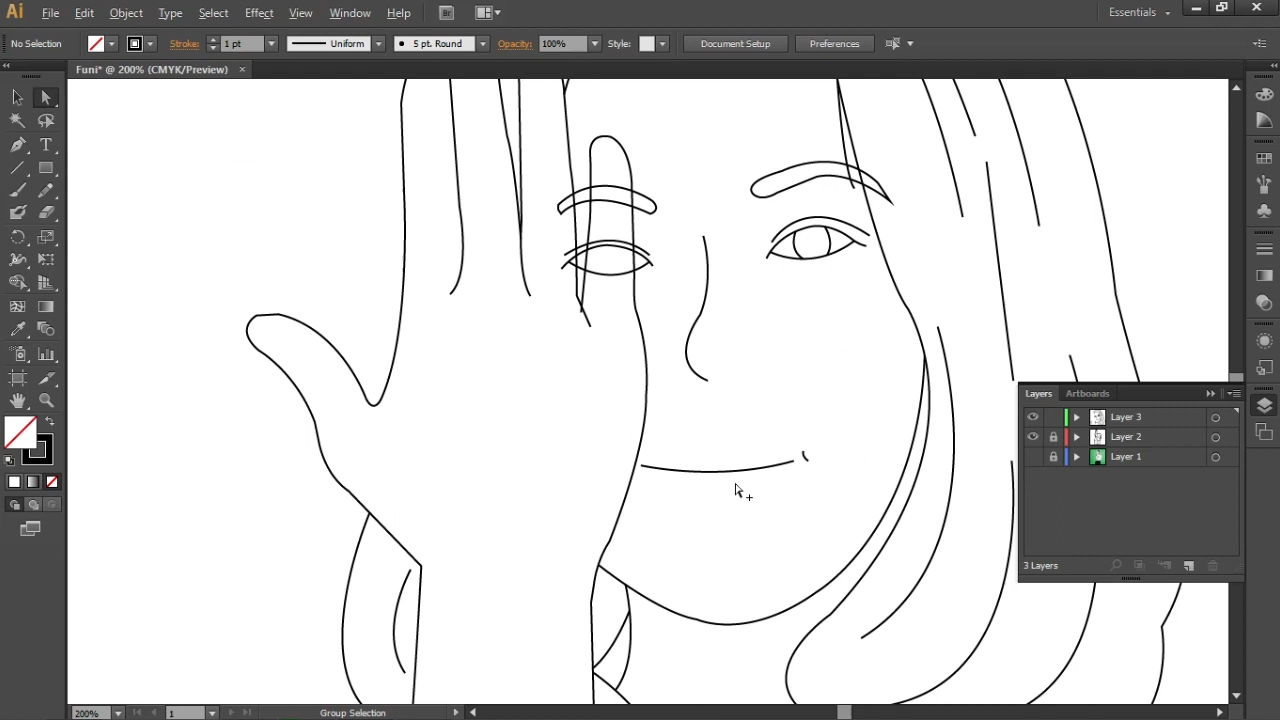 Ai File Edit Object Type Select Effect View Window Help Br Essentials
No Selection Stroke: 1 pt Uniform 5 pt. Round Opacity: 100% Style: Document Setup Preferences
Funi* @ 200% (CMYK/Preview)
Layers Artboards
Layer 3
Layer 2
Layer 1
3 Layers
200% 1 Group Selection